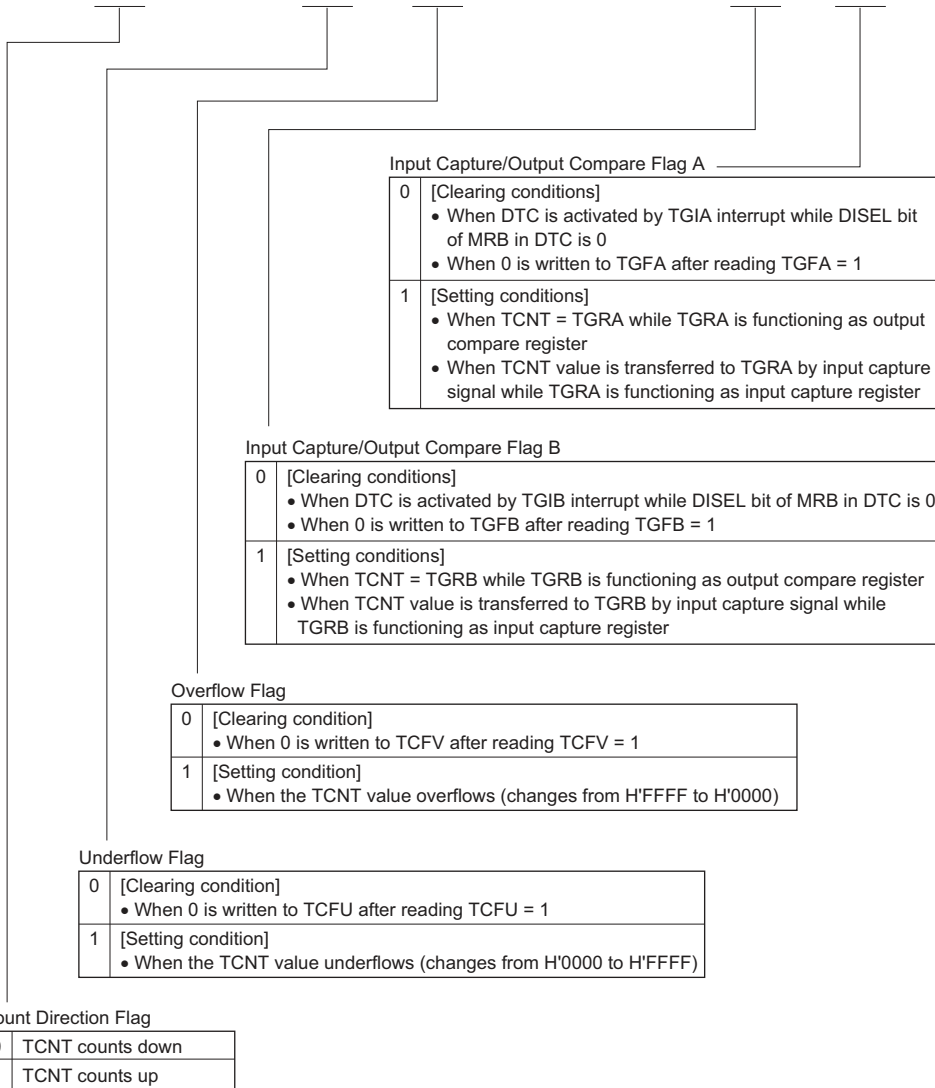 Input Capture/Output Compare Flag A
0 [Clearing conditions]
• When DTC is activated by TGIA interrupt while DISEL bit
of MRB in DTC is 0
• When 0 is written to TGFA after reading TGFA = 1
1 [Setting conditions]
• When TCNT = TGRA while TGRA is functioning as output
compare register
• When TCNT value is transferred to TGRA by input capture
signal while TGRA is functioning as input capture register
Input Capture/Output Compare Flag B
0 [Clearing conditions]
• When DTC is activated by TGIB interrupt while DISEL bit of MRB in DTC is 0
• When 0 is written to TGFB after reading TGFB = 1
1 [Setting conditions]
• When TCNT = TGRB while TGRB is functioning as output compare register
• When TCNT value is transferred to TGRB by input capture signal while
TGRB is functioning as input capture register
Overflow Flag
0 [Clearing condition]
• When 0 is written to TCFV after reading TCFV = 1
1 [Setting condition]
• When the TCNT value overflows (changes from H'FFFF to H'0000)
Underflow Flag
0 [Clearing condition]
• When 0 is written to TCFU after reading TCFU = 1
1 [Setting condition]
• When the TCNT value underflows (changes from H'0000 to H'FFFF)
ount Direction Flag
TCNT counts down
TCNT counts up